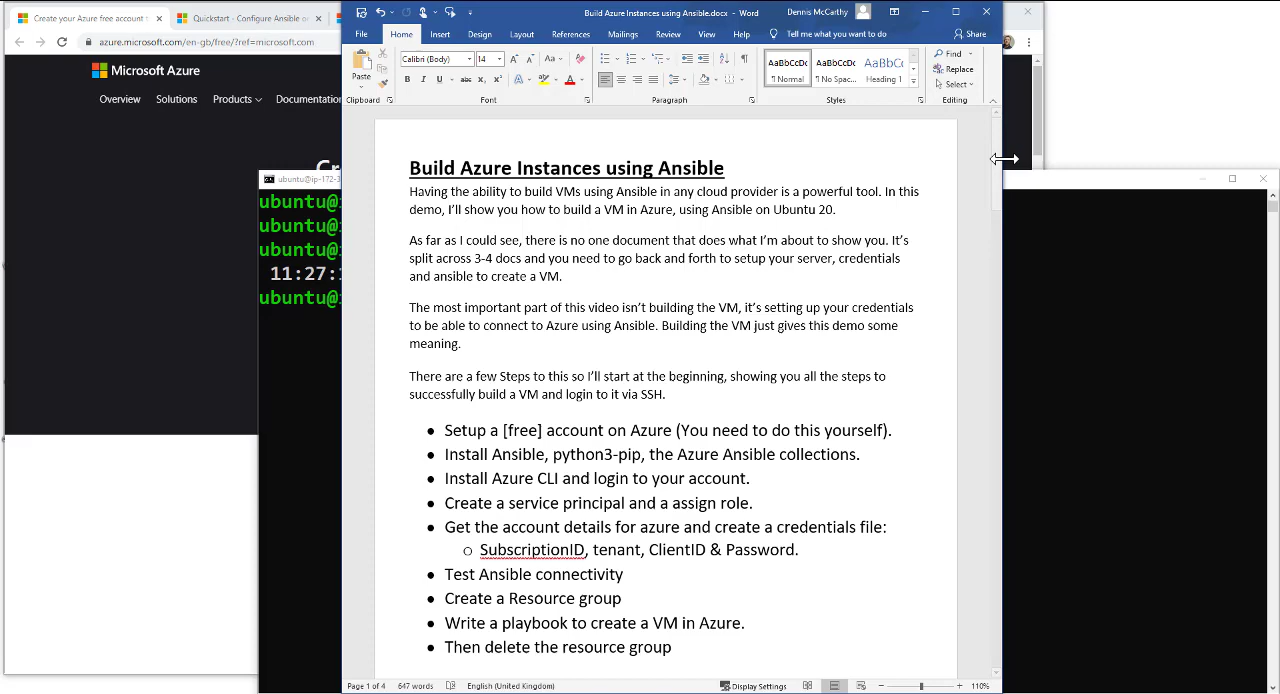 Create your Azure free account t
Quickstart - Configure Ansible o
azure.microsoft.com/en-gb/free/?ref=microsoft.com
Microsoft Azure
Overview Solutions Products Documentation
Build Azure Instances using Ansible.docx - Word
Dennis McCarthy
File Home Insert Design Layout References Mailings Review View Help Tell me what you want to do Share
Paste
Clipboard
Calibri (Body) 14
Font
Paragraph
AaBbCcDc AaBbCcDc AaBbCc
¶ Normal ¶ No Spac... Heading 1
Styles
Find
Replace
Select
Editing
ubuntu@ip-172-3
ubuntu@i
ubuntu@i
ubuntu@i
11:27:
ubuntu@i
Build Azure Instances using Ansible
Having the ability to build VMs using Ansible in any cloud provider is a powerful tool. In this
demo, I'll show you how to build a VM in Azure, using Ansible on Ubuntu 20.
As far as I could see, there is no one document that does what I'm about to show you. It's
split across 3-4 docs and you need to go back and forth to setup your server, credentials
and ansible to create a VM.
The most important part of this video isn't building the VM, it's setting up your credentials
to be able to connect to Azure using Ansible. Building the VM just gives this demo some
meaning.
There are a few Steps to this so I'll start at the beginning, showing you all the steps to
successfully build a VM and login to it via SSH.
• Setup a [free] account on Azure (You need to do this yourself).
• Install Ansible, python3-pip, the Azure Ansible collections.
• Install Azure CLI and login to your account.
• Create a service principal and a assign role.
• Get the account details for azure and create a credentials file:
o SubscriptionID, tenant, ClientID & Password.
• Test Ansible connectivity
• Create a Resource group
• Write a playbook to create a VM in Azure.
• Then delete the resource group
Page 1 of 4 647 words English (United Kingdom) Display Settings 110%